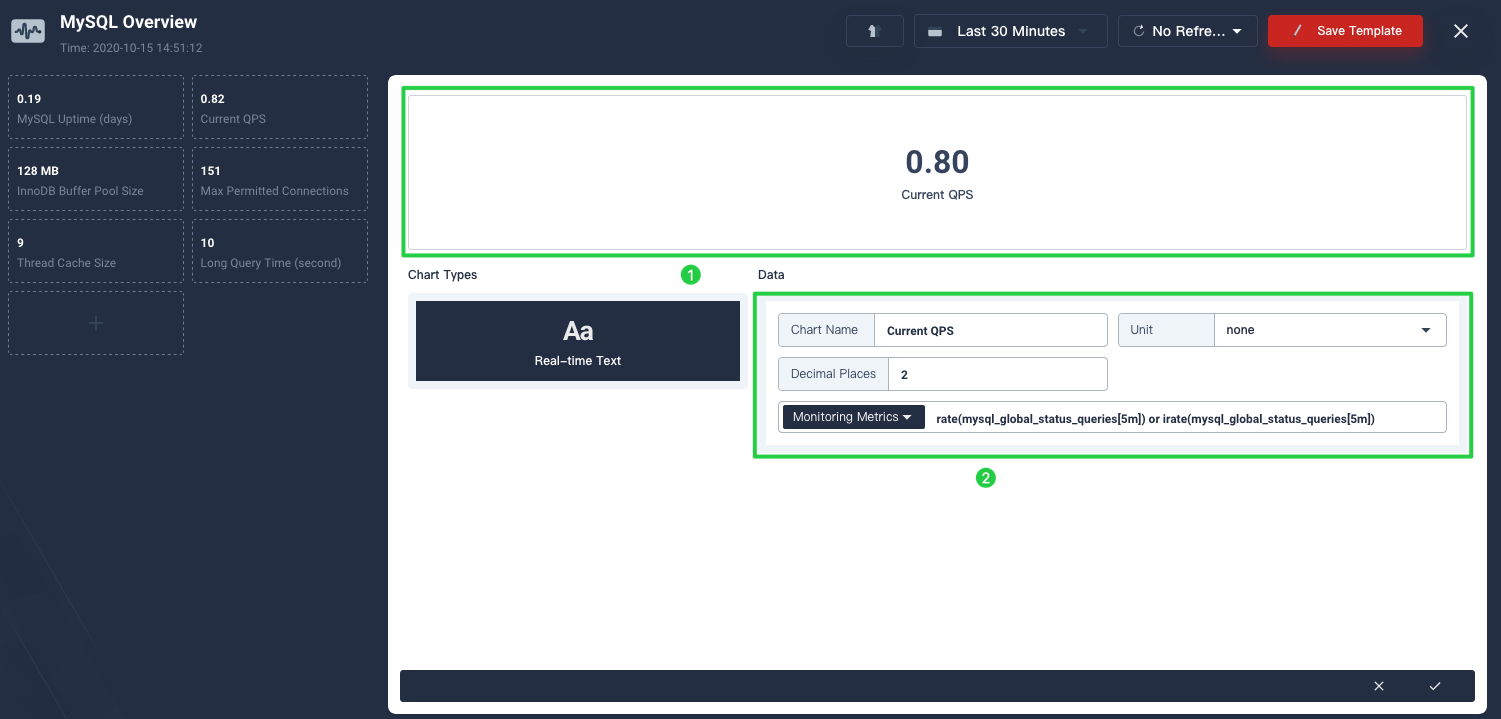 MySQL Overview
Time: 2020-10-15 14:51:12
Last 30 Minutes
No Refre...
Save Template
0.19
MySQL Uptime (days)
0.82
Current QPS
128 MB
InnoDB Buffer Pool Size
151
Max Permitted Connections
9
Thread Cache Size
10
Long Query Time (second)
0.80
Current QPS
Chart Types
1
Data
Aa
Real-time Text
Chart Name
Current QPS
Unit
none
Decimal Places
2
Monitoring Metrics
rate(mysql_global_status_queries[5m]) or irate(mysql_global_status_queries[5m])
2